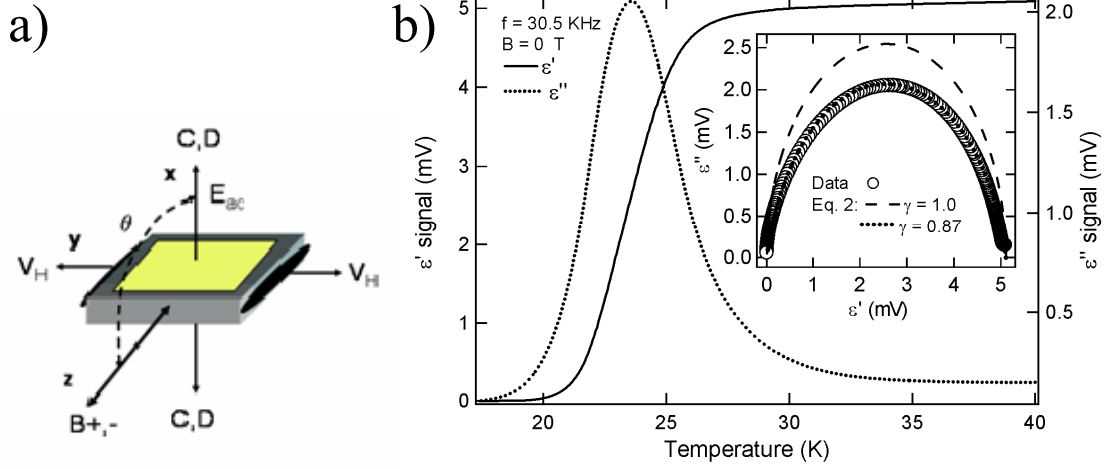 a)
C,D
x
E_ac
θ
y
V_H
V_H
z
B+,-
C,D
b)
5
4
3
2
1
0
ε' signal (mV)
f = 30.5 KHz
B = 0 T
ε'
ε''
2.5
2.0
1.5
1.0
0.5
0.0
ε'' (mV)
Data
Eq. 2: γ = 1.0
γ = 0.87
0 1 2 3 4 5
ε' (mV)
2.0
1.5
1.0
0.5
ε'' signal (mV)
20 25 30 35 40
Temperature (K)